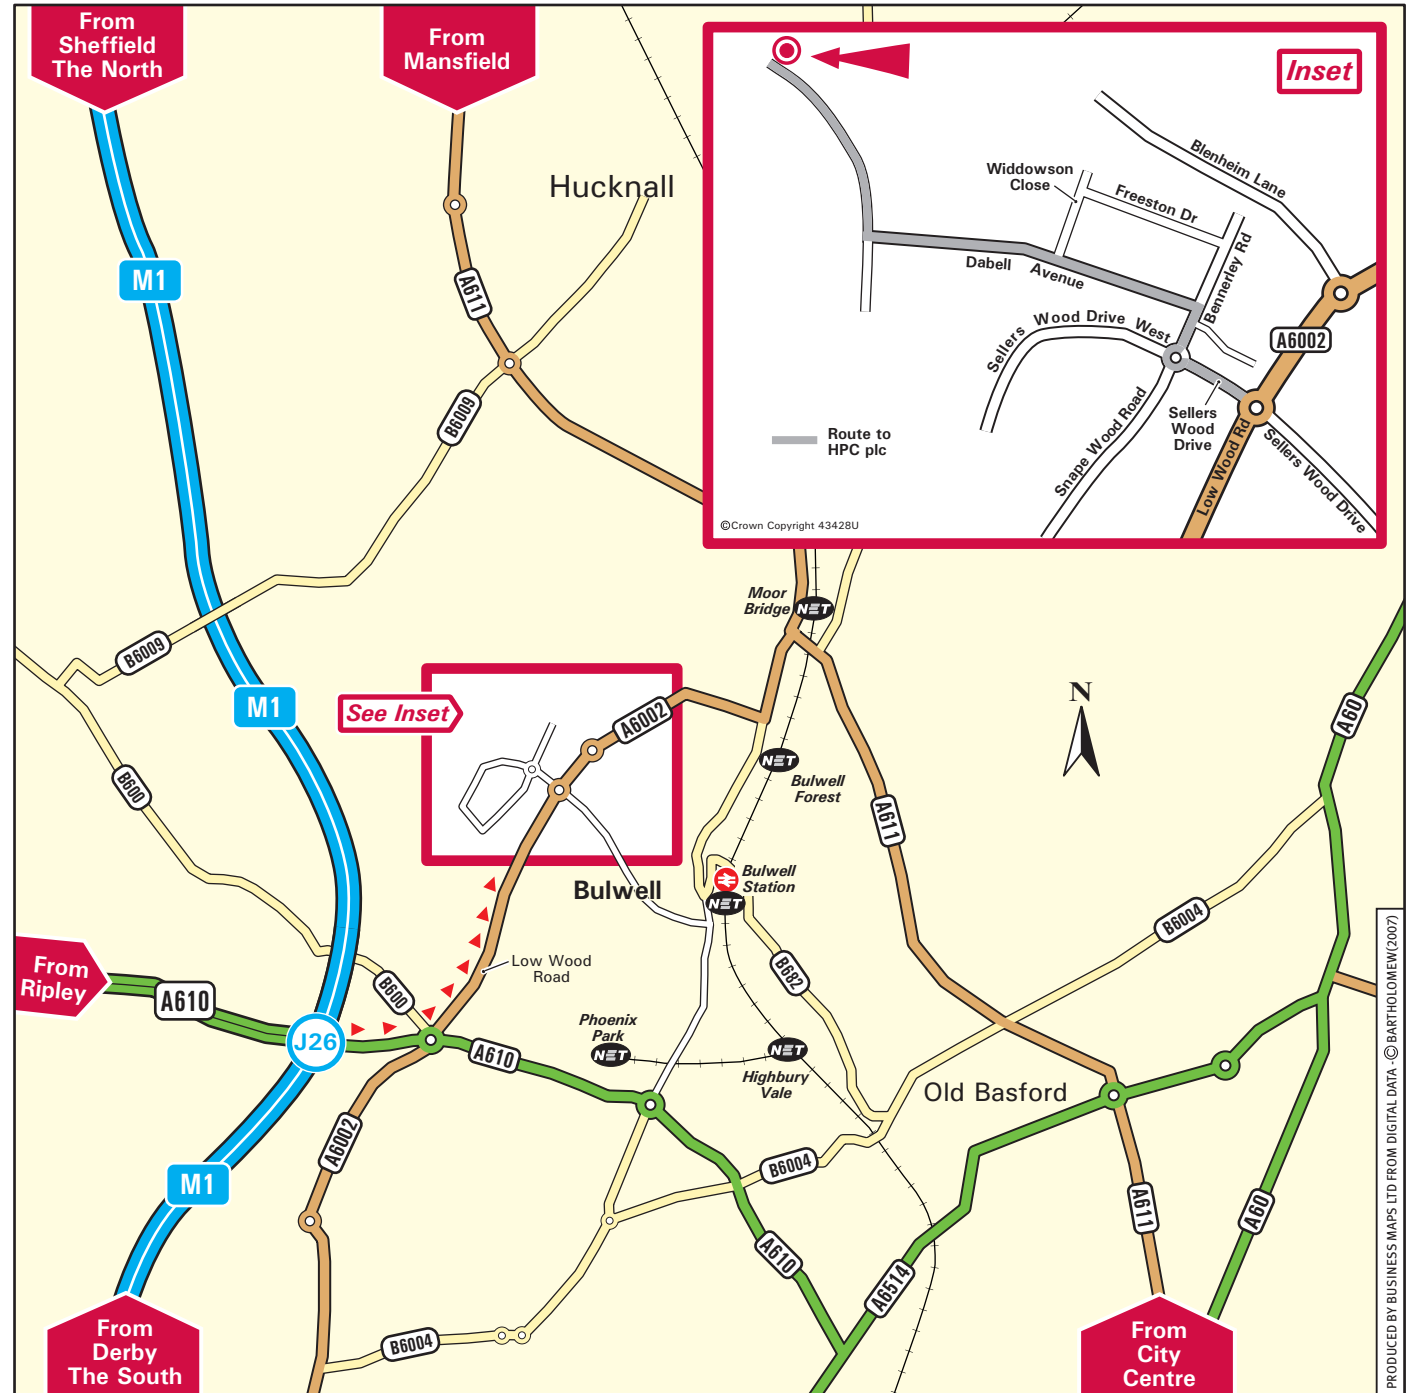 From
Sheffield
The North
From
Mansfield
Inset
Blenheim Lane
Widdowson
Close
Freeston Dr
Bennerley Rd
Dabell Avenue
Sellers Wood Drive West
A6002
Snape Wood Road
Sellers
Wood
Drive
Low Wood Rd
Sellers Wood Drive
Route to
HPC plc
©Crown Copyright 43428U
Hucknall
M1
A611
B6009
Moor
Bridge
NET
B6009
M1
See Inset
A6002
N
A60
NET
Bulwell
Forest
B600
A611
Bulwell
Station
Bulwell
NET
B6004
From
Ripley
A610
B600
Low Wood
Road
B682
J26
A610
Phoenix
Park
NET
NET
Highbury
Vale
Old Basford
A6002
B6004
M1
A611
A60
A610
A6514
B6004
From
Derby
The South
From
City
Centre
PRODUCED BY BUSINESS MAPS LTD FROM DIGITAL DATA - © BARTHOLOMEW(2007)